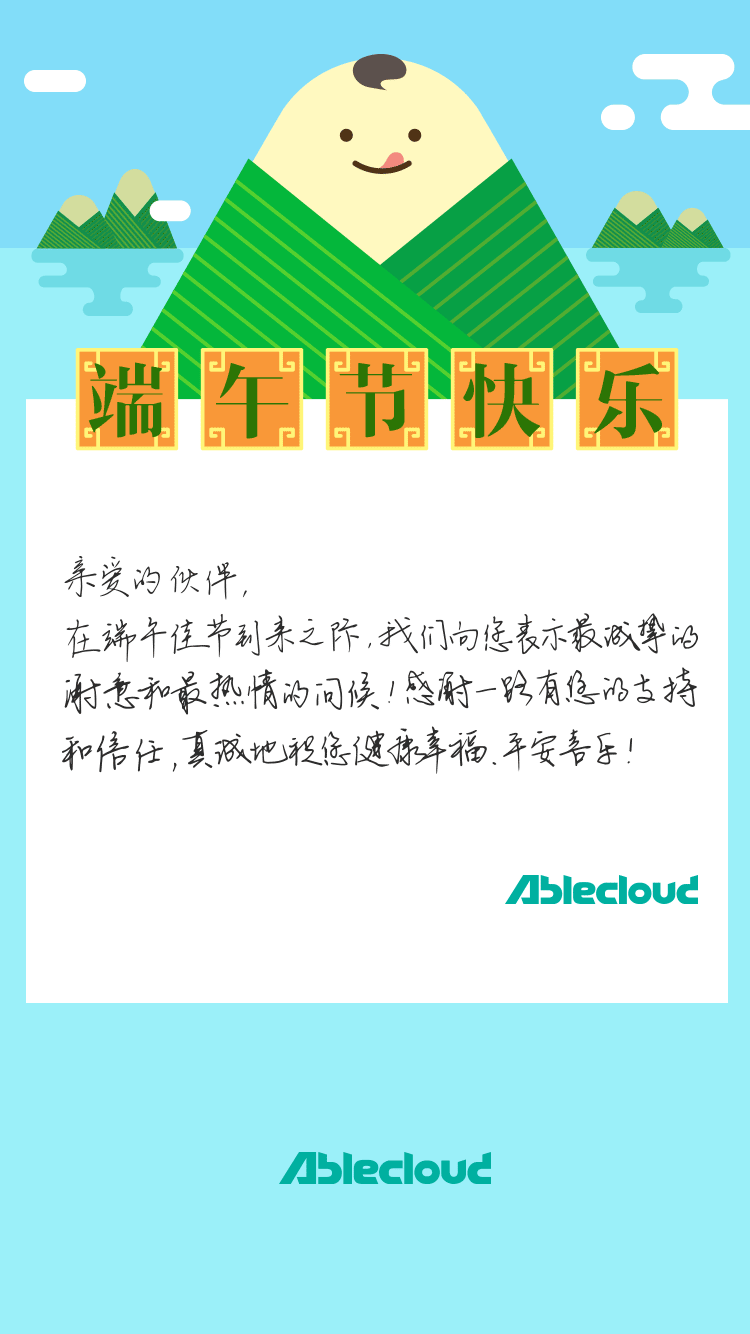 端午节快乐
亲爱的伙伴,
在端午佳节到来之际,我们向您表示最诚挚的
谢意和最热情的问候!感谢一路有您的支持
和信任,真诚地祝您健康幸福、平安喜乐!
Ablecloud
Ablecloud